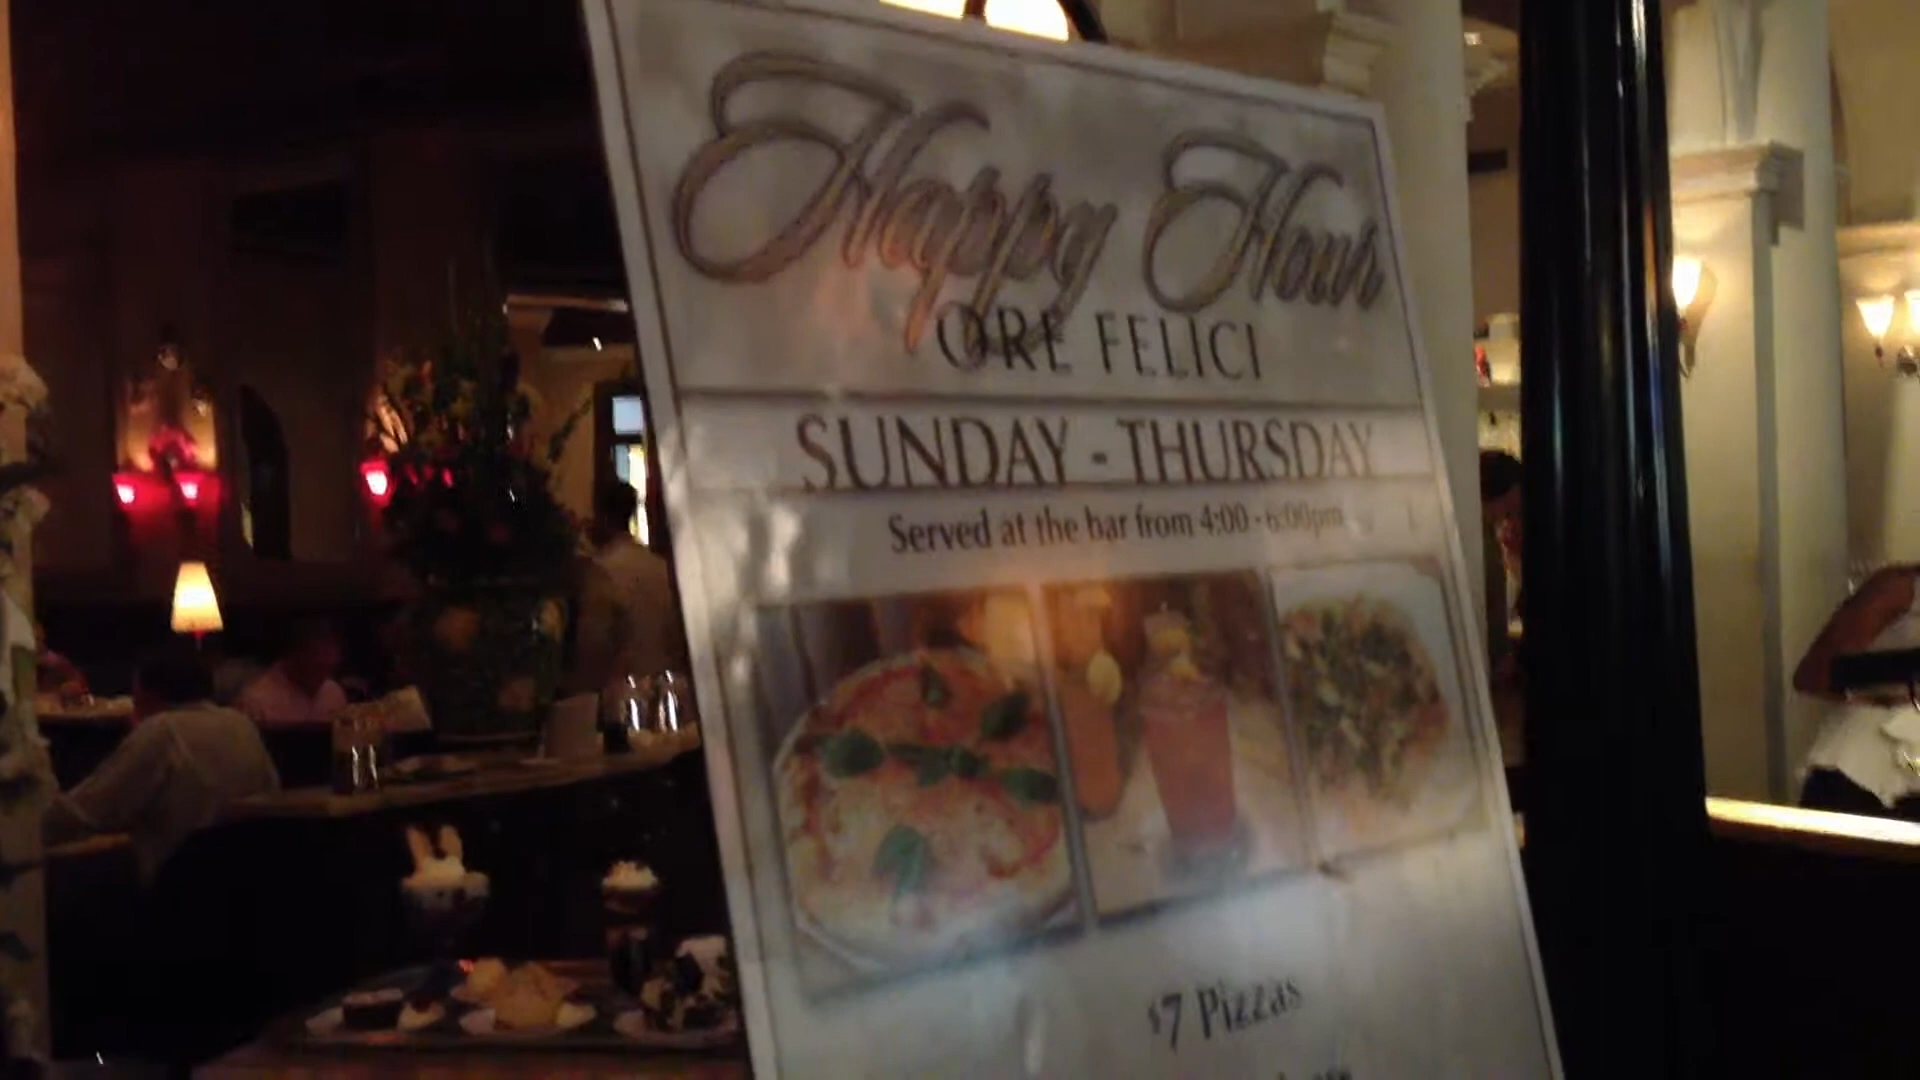 Happy Hour
ORE FELICI
SUNDAY - THURSDAY
Served at the bar from 4:00 - 6:00pm
$7 Pizzas